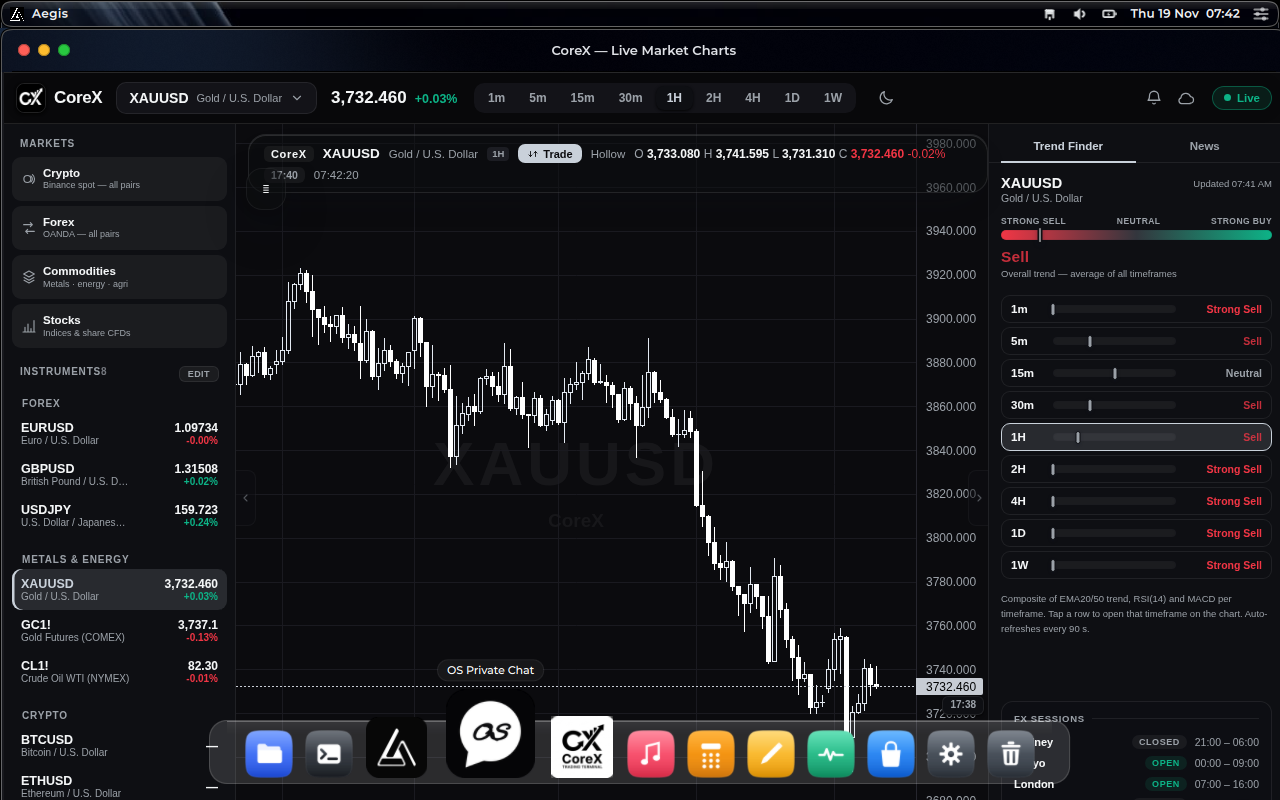 Aegis
Thu 19 Nov 07:42
CoreX — Live Market Charts
CX CoreX
XAUUSD Gold / U.S. Dollar
3,732.460 +0.03%
1m 5m 15m 30m 1H 2H 4H 1D 1W
Live
MARKETS
Crypto
Binance spot — all pairs
Forex
OANDA — all pairs
Commodities
Metals · energy · agri
Stocks
Indices & share CFDs
INSTRUMENTS 8 EDIT
FOREX
EURUSD 1.09734
Euro / U.S. Dollar -0.00%
GBPUSD 1.31508
British Pound / U.S. D… +0.02%
USDJPY 159.723
U.S. Dollar / Japanes… +0.24%
METALS & ENERGY
XAUUSD 3,732.460
Gold / U.S. Dollar +0.03%
GC1! 3,737.1
Gold Futures (COMEX) -0.13%
CL1! 82.30
Crude Oil WTI (NYMEX) -0.01%
CRYPTO
BTCUSD —
Bitcoin / U.S. Dollar
ETHUSD —
Ethereum / U.S. Dollar
CoreX XAUUSD Gold / U.S. Dollar 1H Trade Hollow O 3,733.080 H 3,741.595 L 3,731.310 C 3,732.460 -0.02%
17:40 07:42:20
XAUUSD
CoreX
3980.000
3960.000
3940.000
3920.000
3900.000
3880.000
3860.000
3840.000
3820.000
3800.000
3780.000
3760.000
3740.000
3732.460
17:38
Trend Finder News
XAUUSD Updated 07:41 AM
Gold / U.S. Dollar
STRONG SELL NEUTRAL STRONG BUY
Sell
Overall trend — average of all timeframes
1m Strong Sell
5m Sell
15m Neutral
30m Sell
1H Sell
2H Strong Sell
4H Strong Sell
1D Strong Sell
1W Strong Sell
Composite of EMA20/50 trend, RSI(14) and MACD per
timeframe. Tap a row to open that timeframe on the chart. Auto-
refreshes every 90 s.
FX SESSIONS
CLOSED 21:00 – 06:00
OPEN 00:00 – 09:00
London OPEN 07:00 – 16:00
OS Private Chat
OS
CX
CoreX
TRADING TERMINAL